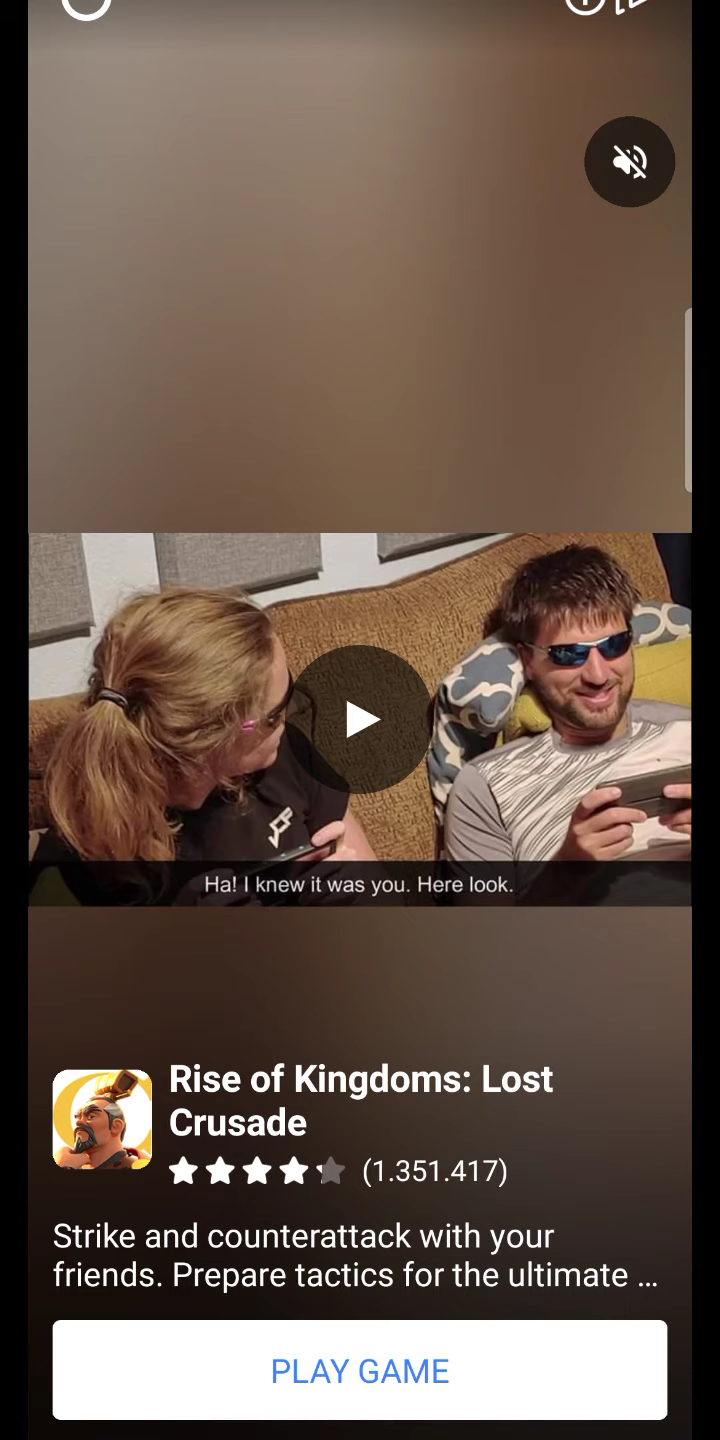 Ha! I knew it was you. Here look.
Rise of Kingdoms: Lost
Crusade
(1.351.417)
Strike and counterattack with your
friends. Prepare tactics for the ultimate ...
PLAY GAME